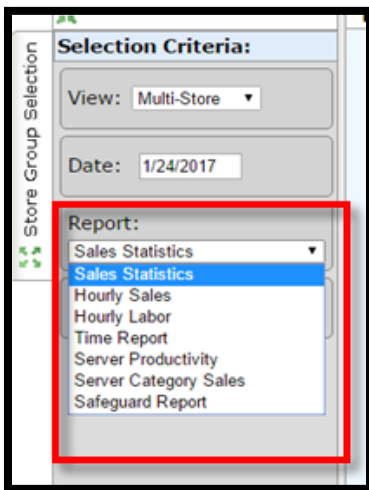 Store Group Selection
Selection Criteria:
View: Multi-Store
Date: 1/24/2017
Report:
Sales Statistics
Sales Statistics
Hourly Sales
Hourly Labor
Time Report
Server Productivity
Server Category Sales
Safeguard Report